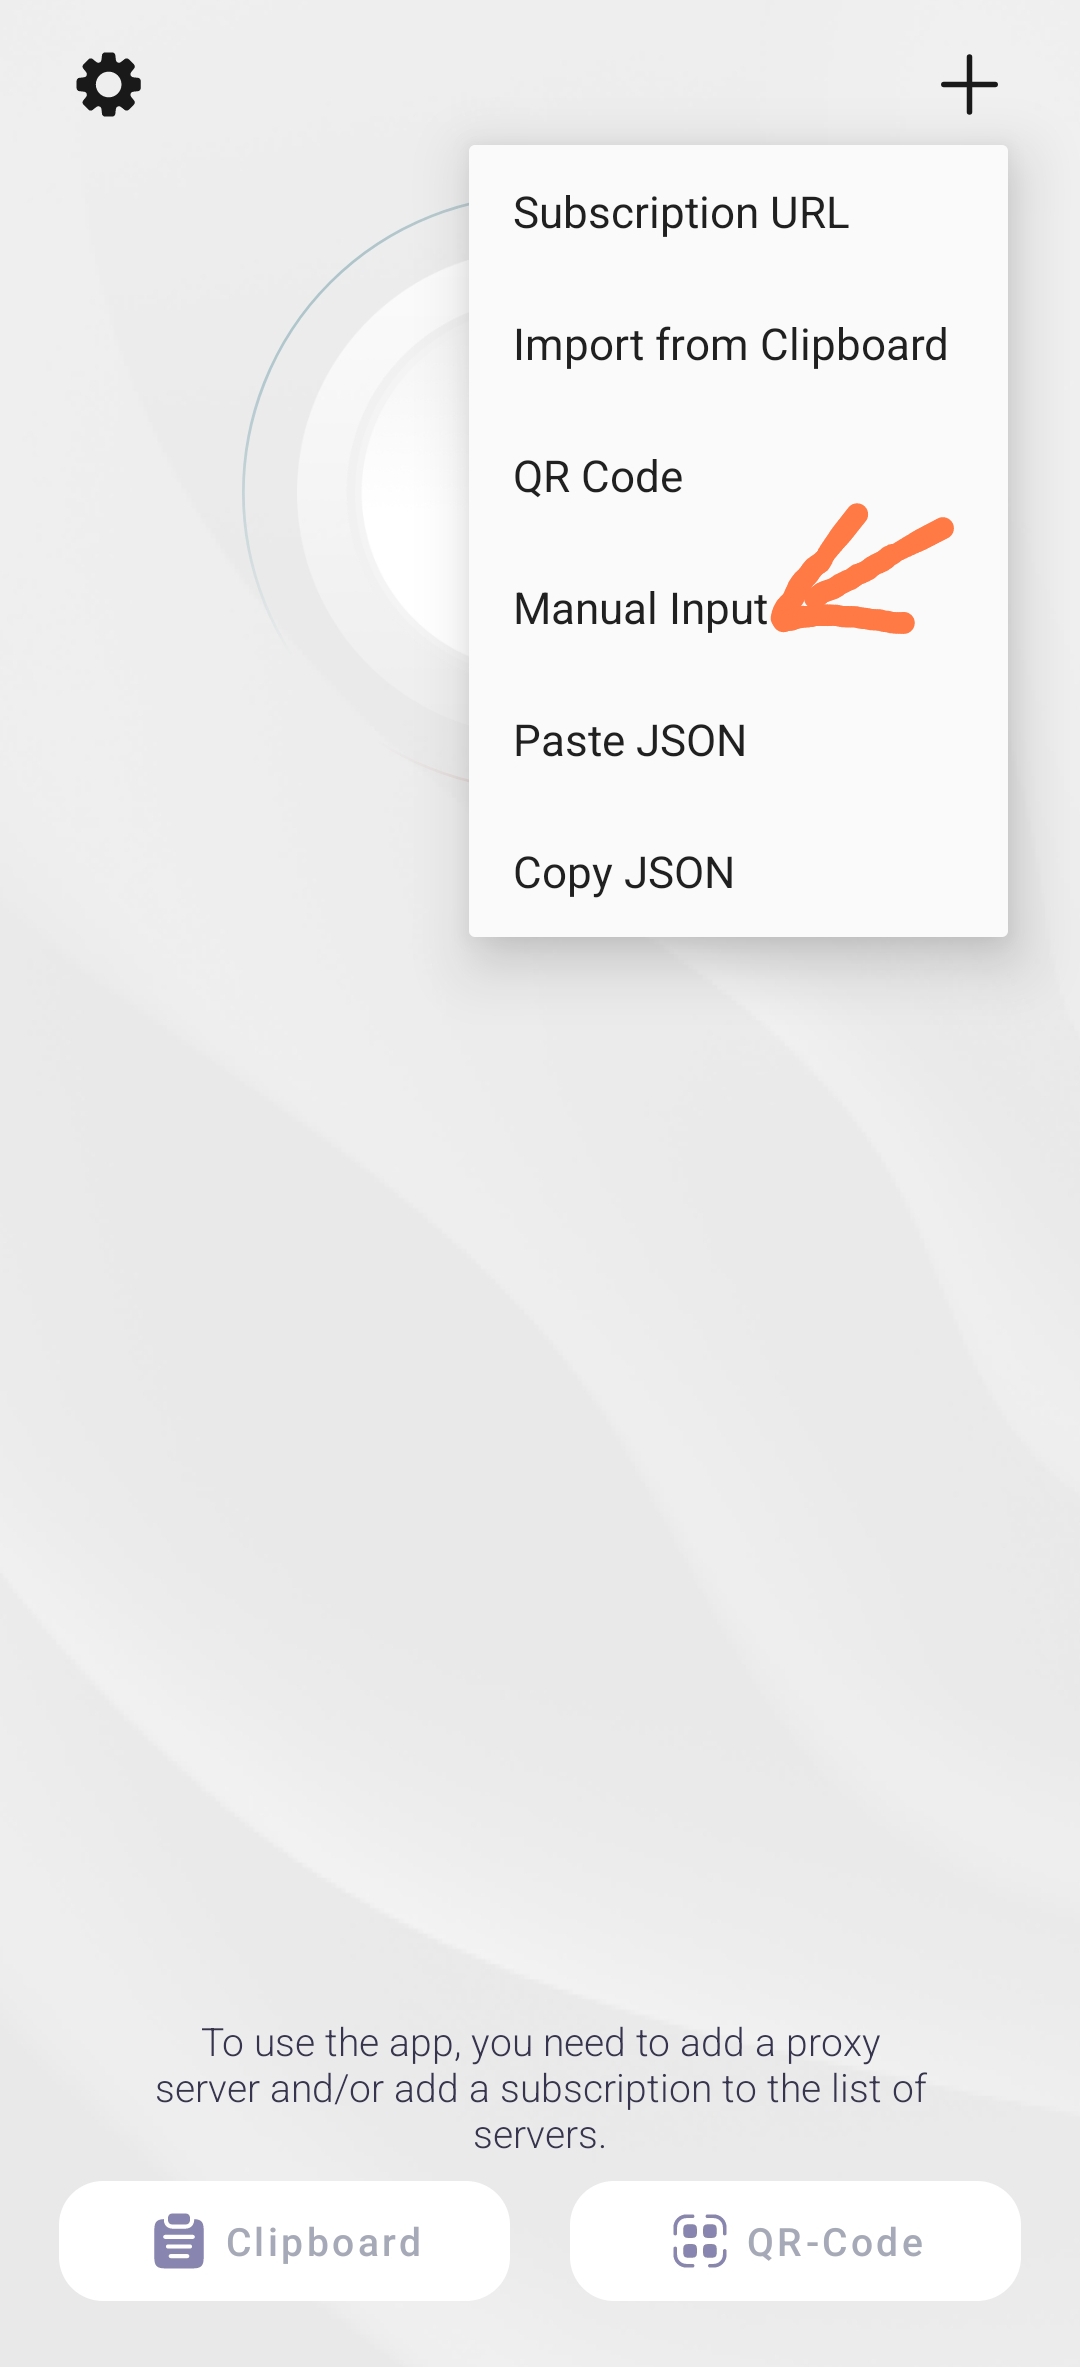 Subscription URL
Import from Clipboard
QR Code
Manual Input
Paste JSON
Copy JSON
To use the app, you need to add a proxy
server and/or add a subscription to the list of
servers.
Clipboard
QR-Code